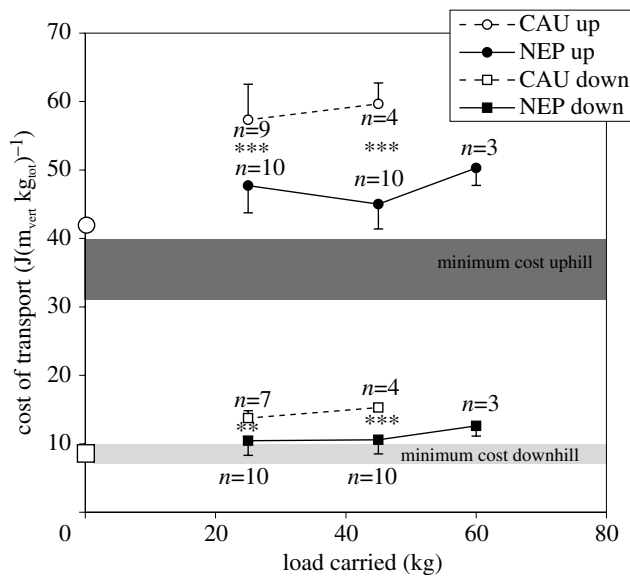 70
60
50
40
30
20
10
0
20
40
60
80
cost of transport (J(m_vert kg_tot)⁻¹)
load carried (kg)
CAU up
NEP up
CAU down
NEP down
n=9
***
n=10
n=4
***
n=10
n=3
minimum cost uphill
n=7
**
n=10
n=4
***
n=10
n=3
minimum cost downhill